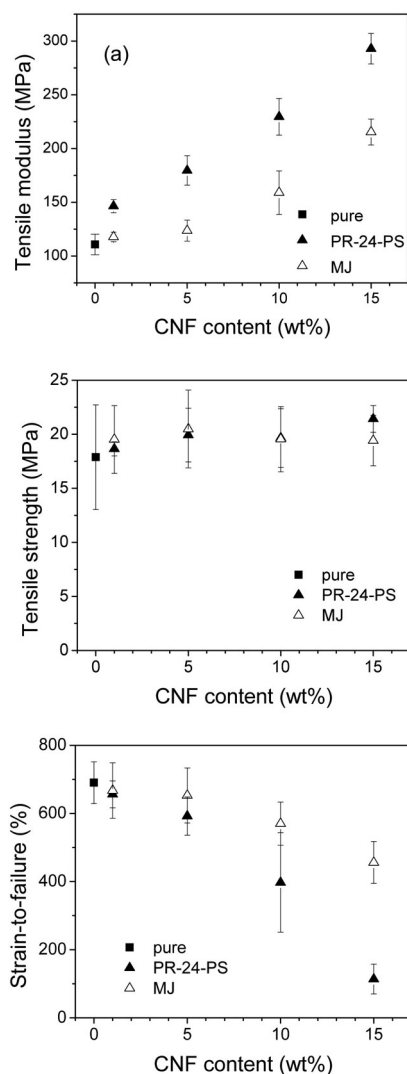 (a)
Tensile modulus (MPa)
300
250
200
150
100
pure
PR-24-PS
MJ
0 5 10 15
CNF content (wt%)
Tensile strength (MPa)
25
20
15
10
5
0
pure
PR-24-PS
MJ
0 5 10 15
CNF content (wt%)
Strain-to-failure (%)
800
600
400
200
0
pure
PR-24-PS
MJ
0 5 10 15
CNF content (wt%)